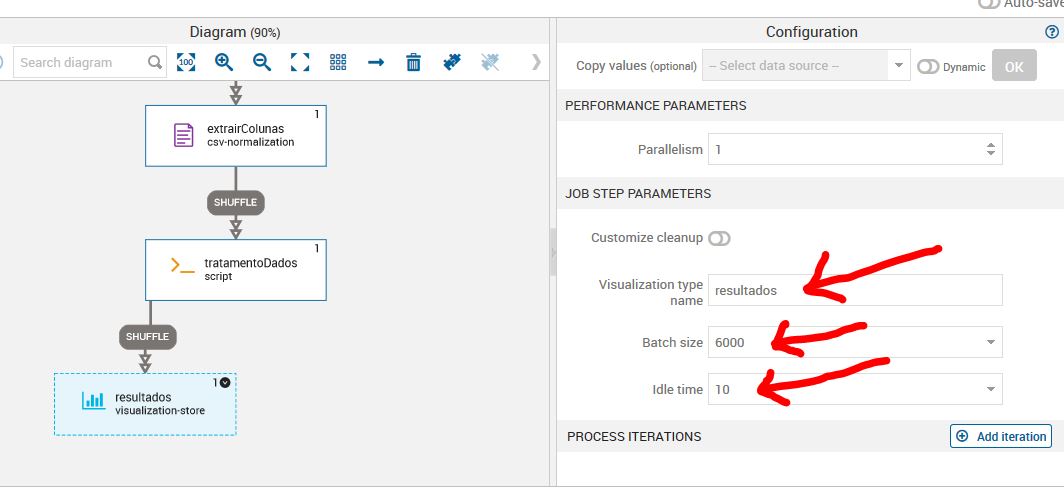 Auto-save
Diagram (90%)
Configuration
Search diagram
100
Copy values (optional)
-- Select data source --
Dynamic
OK
PERFORMANCE PARAMETERS
Parallelism
1
JOB STEP PARAMETERS
Customize cleanup
Visualization type
name
resultados
Batch size
6000
Idle time
10
PROCESS ITERATIONS
Add iteration
1
extrairColunas
csv-normalization
SHUFFLE
1
tratamentoDados
script
SHUFFLE
1
resultados
visualization-store